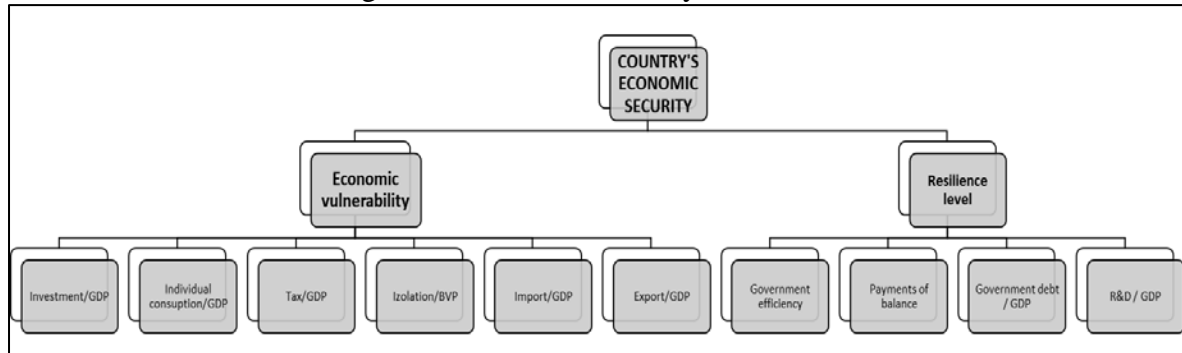 COUNTRY'S
ECONOMIC
SECURITY
Economic
vulnerability
Resilience
level
Investment/GDP
Individual
consuption/GDP
Tax/GDP
Izolation/BVP
Import/GDP
Export/GDP
Government
efficiency
Payments of
balance
Government debt
/ GDP
R&D / GDP